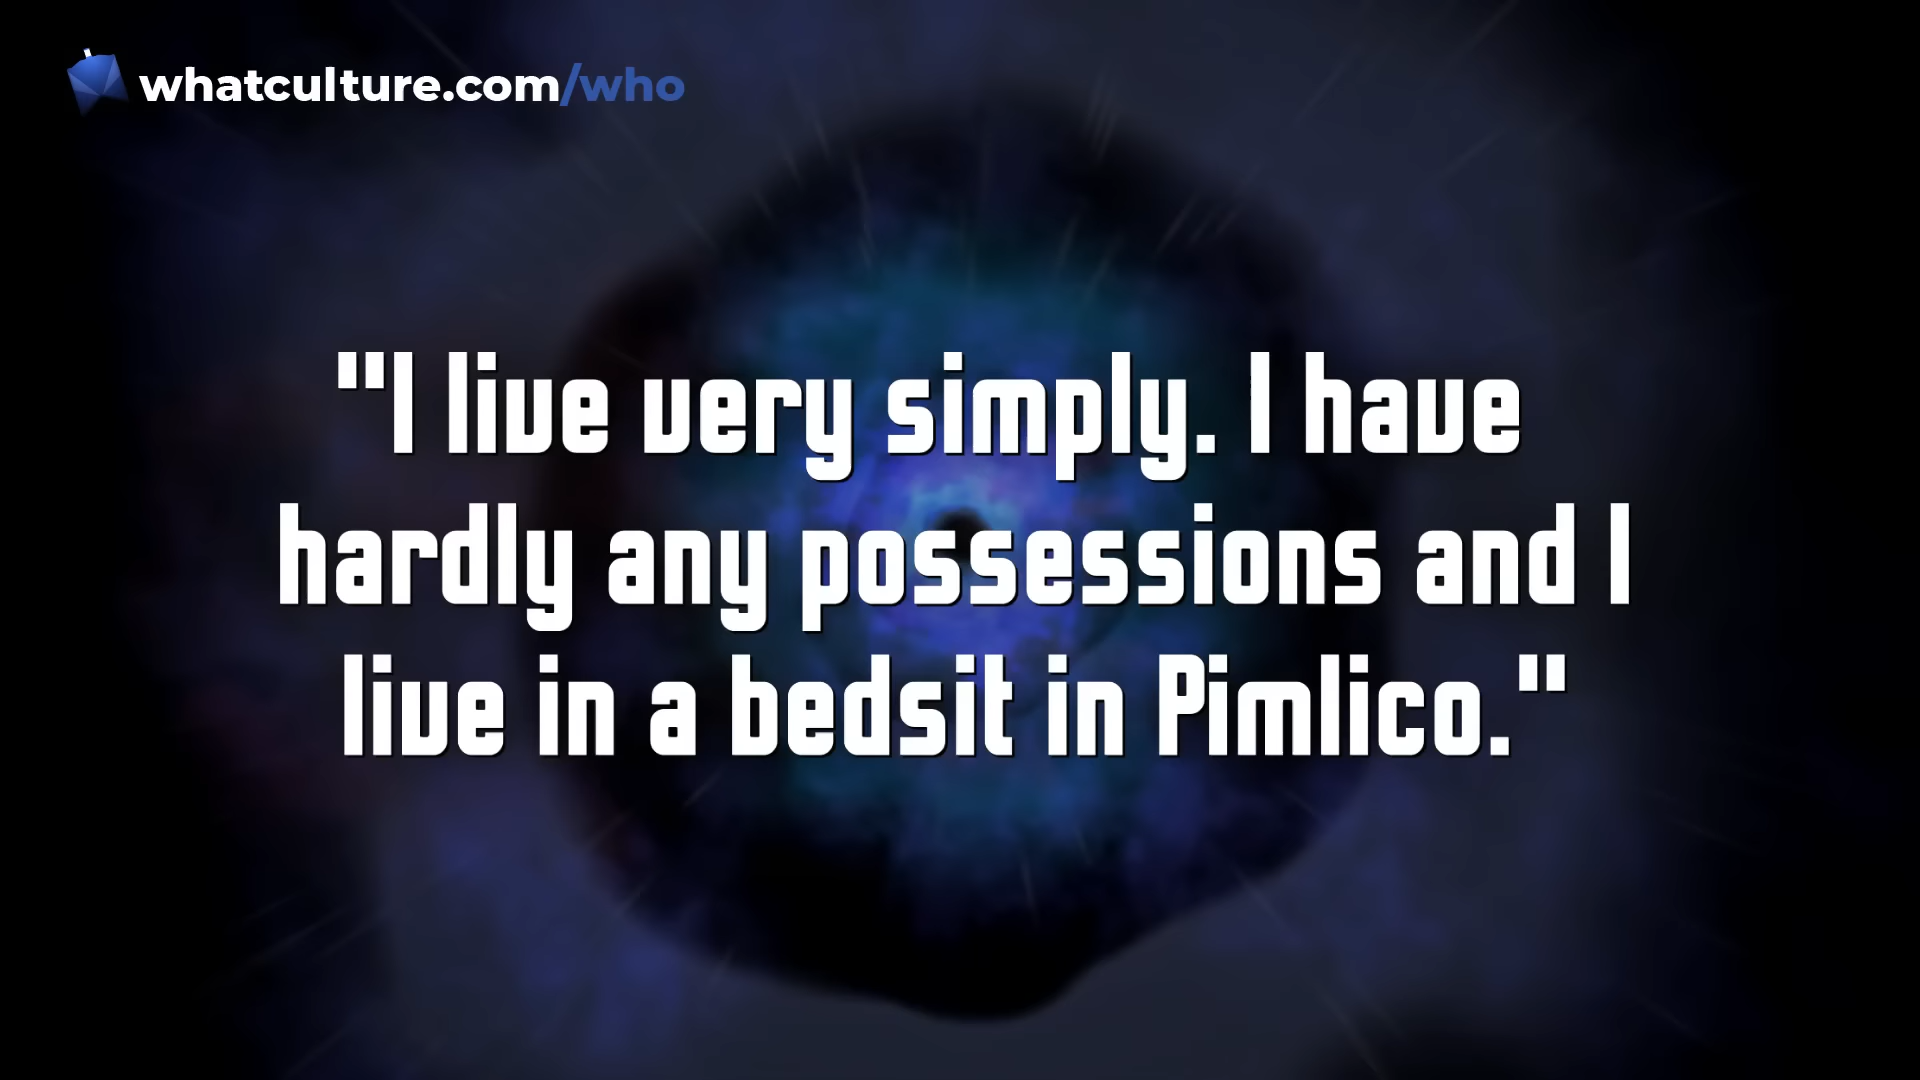 whatculture.com/who
"I live very simply. I have
hardly any possessions and I
live in a bedsit in Pimlico."